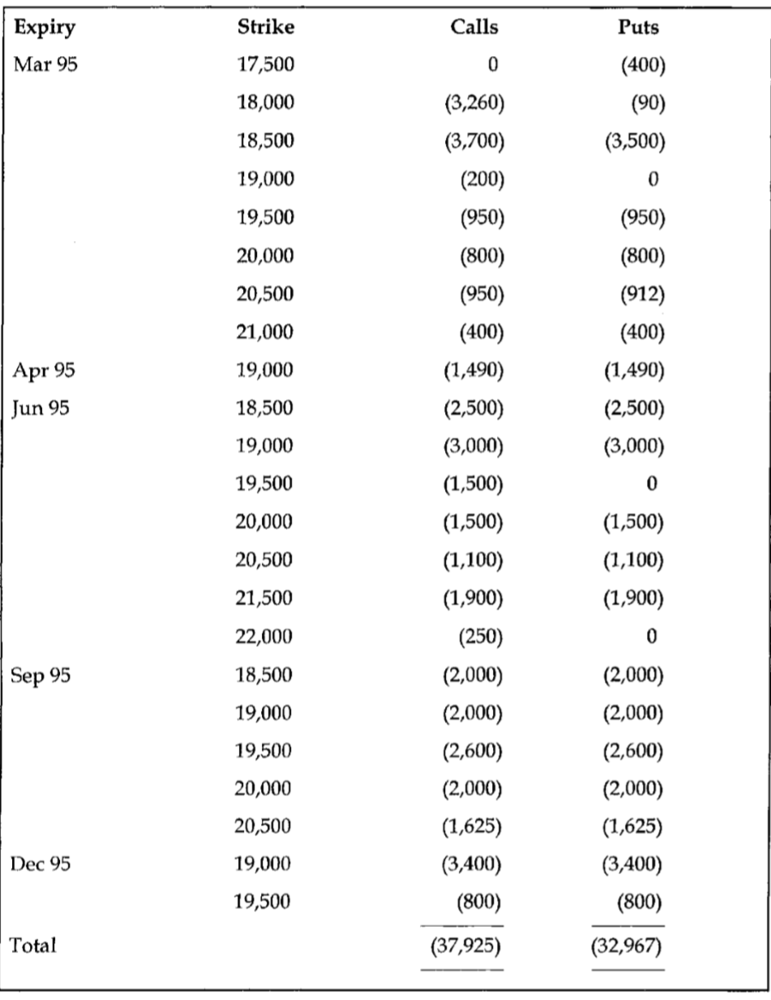 Expiry Strike Calls Puts
Mar 95 17,500 0 (400)
18,000 (3,260) (90)
18,500 (3,700) (3,500)
19,000 (200) 0
19,500 (950) (950)
20,000 (800) (800)
20,500 (950) (912)
21,000 (400) (400)
Apr 95 19,000 (1,490) (1,490)
Jun 95 18,500 (2,500) (2,500)
19,000 (3,000) (3,000)
19,500 (1,500) 0
20,000 (1,500) (1,500)
20,500 (1,100) (1,100)
21,500 (1,900) (1,900)
22,000 (250) 0
Sep 95 18,500 (2,000) (2,000)
19,000 (2,000) (2,000)
19,500 (2,600) (2,600)
20,000 (2,000) (2,000)
20,500 (1,625) (1,625)
Dec 95 19,000 (3,400) (3,400)
19,500 (800) (800)
Total (37,925) (32,967)